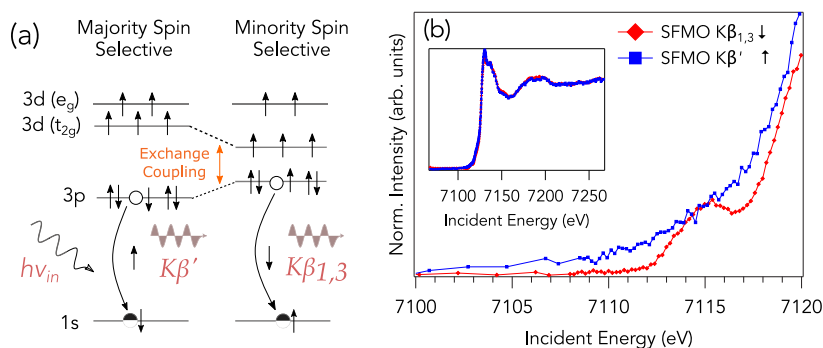 (a)
Majority Spin
Selective
Minority Spin
Selective
3d (eg)
3d (t2g)
Exchange
Coupling
3p
hνin
Kβ’
Kβ1,3
1s
(b)
SFMO Kβ1,3 ↓
SFMO Kβ’ ↑
Norm. Intensity (arb. units)
7100 7150 7200 7250
Incident Energy (eV)
7100 7105 7110 7115 7120
Incident Energy (eV)